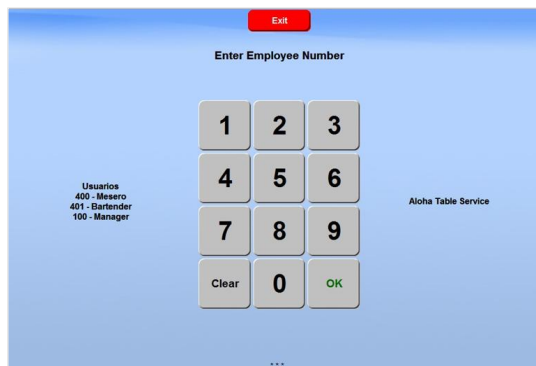 Exit
Enter Employee Number
1 2 3
4 5 6
7 8 9
Clear 0 OK
Usuarios
400 - Mesero
401 - Bartender
100 - Manager
Aloha Table Service
...